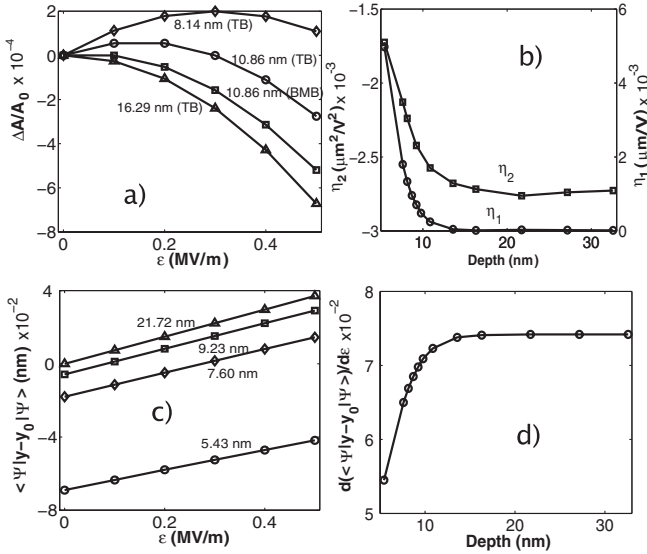 2
0
−2
−4
−6
−8
0
0.2
0.4
ΔA/A₀ x 10⁻⁴
ε (MV/m)
8.14 nm (TB)
10.86 nm (TB)
10.86 nm (BMB)
16.29 nm (TB)
a)
−1.5
−2
−2.5
−3
10
20
30
6
4
2
0
η₂ (μm²/V²) x 10⁻³
η₁ (μm/V) x 10⁻³
Depth (nm)
η₂
η₁
b)
4
0
−4
−8
0
0.2
0.4
<Ψ|y−y₀|Ψ> (nm) x10⁻²
ε (MV/m)
21.72 nm
9.23 nm
7.60 nm
5.43 nm
c)
8
7
6
5
0
10
20
30
d(<Ψ|y−y₀|Ψ>)/dε x10⁻²
Depth (nm)
d)